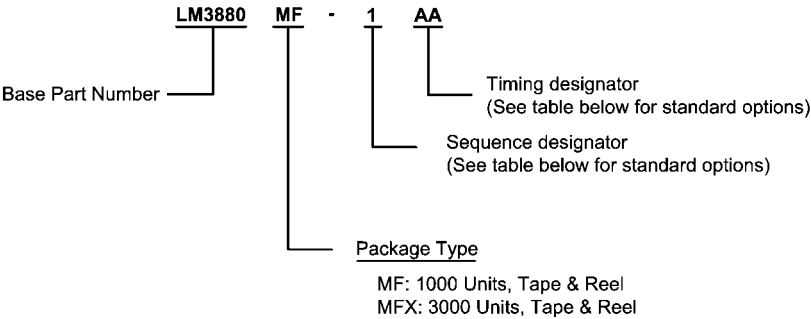 LM3880 MF - 1 AA
Base Part Number
Timing designator
(See table below for standard options)
Sequence designator
(See table below for standard options)
Package Type
MF: 1000 Units, Tape & Reel
MFX: 3000 Units, Tape & Reel